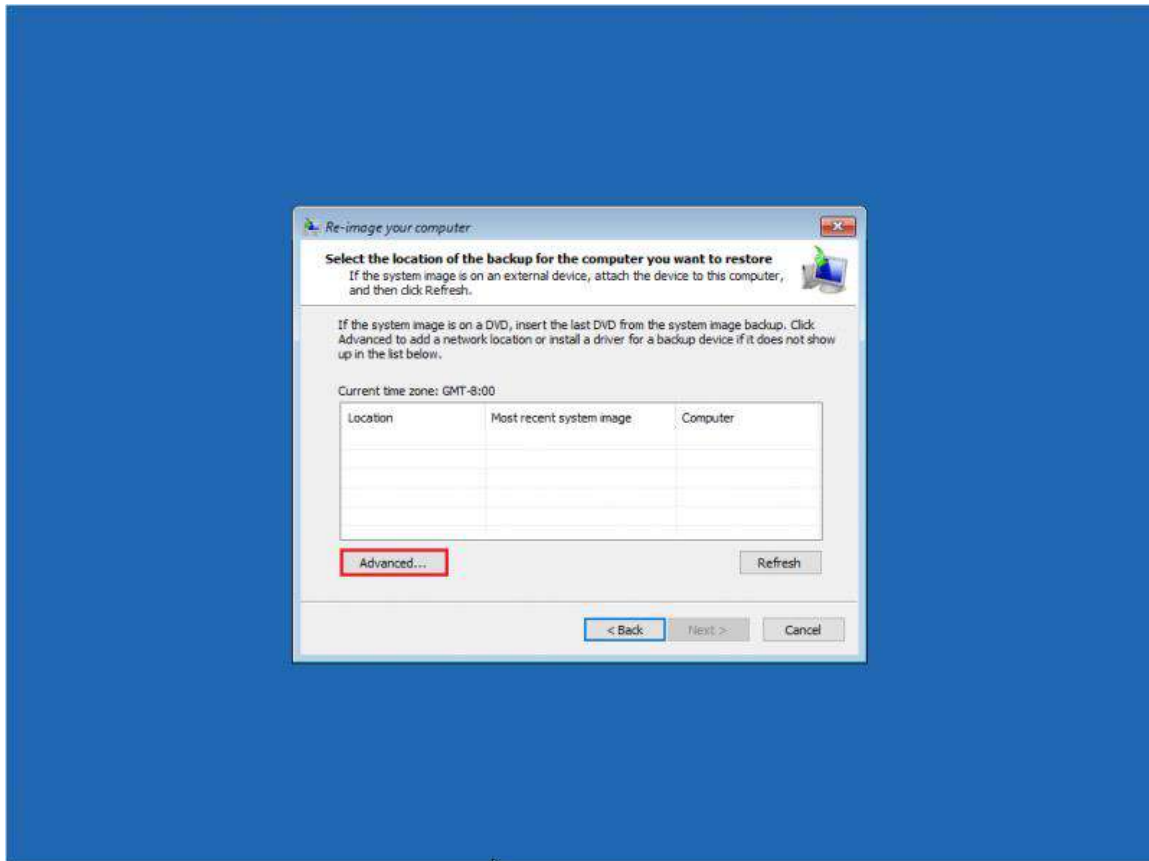 Re-image your computer
Select the location of the backup for the computer you want to restore
If the system image is on an external device, attach the device to this computer,
and then click Refresh.
If the system image is on a DVD, insert the last DVD from the system image backup. Click
Advanced to add a network location or install a driver for a backup device if it does not show
up in the list below.
Current time zone: GMT-8:00
Location Most recent system image Computer
Advanced... Refresh
< Back Next > Cancel